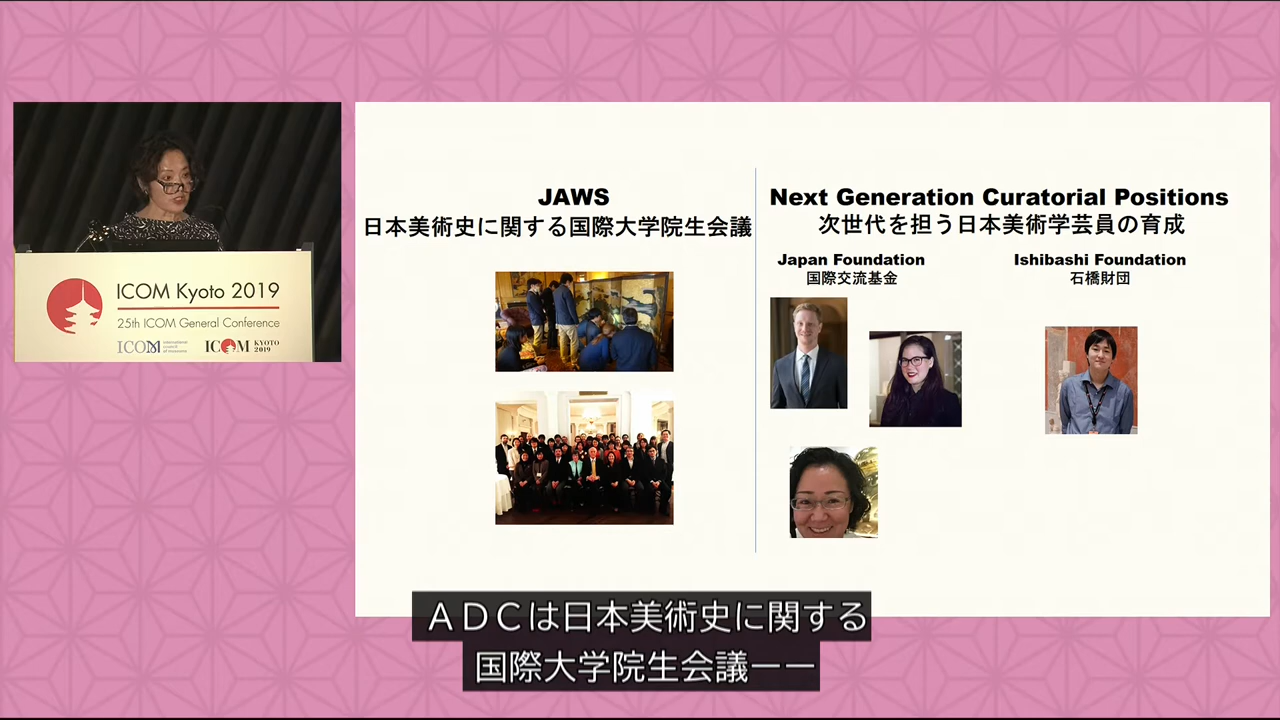 JAWS
日本美術史に関する国際大学院生会議
Next Generation Curatorial Positions
次世代を担う日本美術学芸員の育成
Japan Foundation
国際交流基金
Ishibashi Foundation
石橋財団
ICOM Kyoto 2019
25th ICOM General Conference
ICOM international council of museums
ICOM KYOTO 2019
ADCは日本美術史に関する
国際大学院生会議ーー